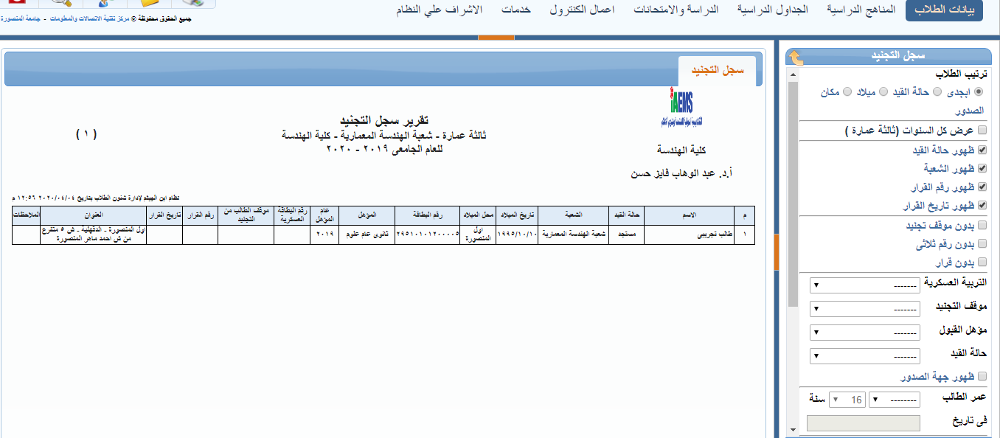 بيانات الطلاب
المناهج الدراسية
الجداول الدراسية
الدراسة والامتحانات
اعمال الكنترول
خدمات
الاشراف علي النظام
جميع الحقوق محفوظة © مركز تقنية الاتصالات والمعلومات - جامعة المنصورة
سجل التجنيد
ترتيب الطلاب
ابجدى حالة القيد ميلاد مكان
الصدور
عرض كل السنوات (ثالثة عمارة )
ظهور حالة القيد
ظهور الشعبة
ظهور رقم القرار
ظهور تاريخ القرار
بدون موقف تجنيد
بدون رقم ثلاثى
بدون قرار
التربية العسكرية -------
موقف التجنيد -------
مؤهل القبول -------
حالة القيد -------
ظهور جهة الصدور
عمر الطالب -------- 16 سنة
فى تاريخ
سجل التجنيد
iAEMS
كلية الهندسة
أ.د. عبد الوهاب فايز حسن
تقرير سجل التجنيد
ثالثة عمارة - شعبة الهندسة المعمارية - كلية الهندسة
للعام الجامعى ٢٠١٩ - ٢٠٢٠
( ١ )
نظام ابن الهيثم لإدارة شئون الطلاب بتاريخ ٢٠٢٠/٠٤/٠٤ ١٢:٥٦ م
م الاسم حالة القيد الشعبة تاريخ الميلاد محل الميلاد رقم البطاقة المؤهل عام المؤهل رقم البطاقة العسكرية موقف الطالب من التجنيد رقم القرار تاريخ القرار العنوان الملاحظات
١ طالب تجريبى مستجد شعبة الهندسة المعمارية ١٩٩٥/١٠/١٠ اول المنصورة ٢٩٥١٠١٠١٢٠٠٠٠٥ ثانوى عام علوم ٢٠١٩ اول المنصورة - الدقهلية - ش ٥ متفرع من ش احمد ماهر المنصورة